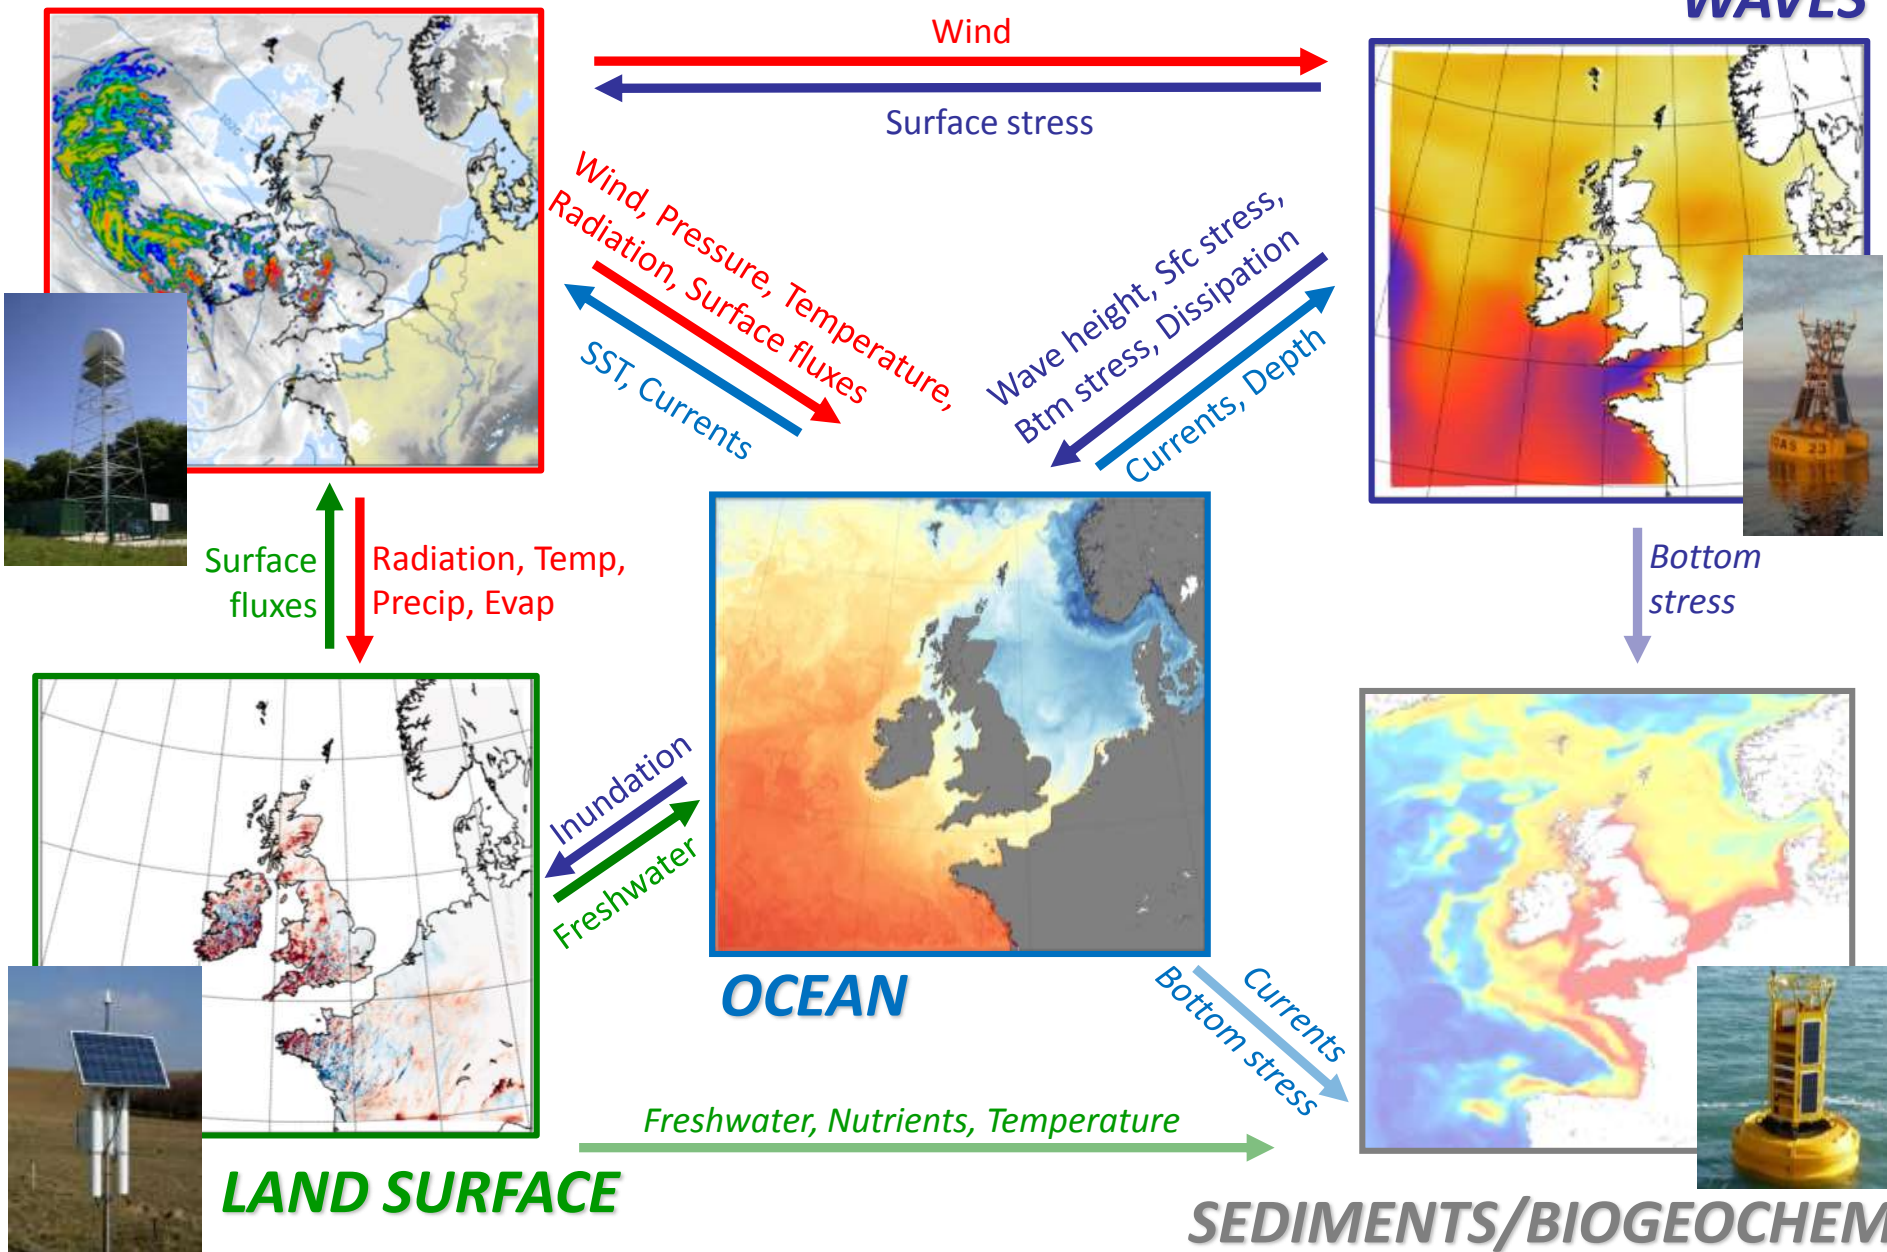 WAVES
Wind
Surface stress
1020
Wind, Pressure, Temperature,
Radiation, Surface fluxes
SST, Currents
Wave height, Sfc stress,
Btm stress, Dissipation
Currents, Depth
23
Surface
fluxes
Radiation, Temp,
Precip, Evap
Bottom
stress
Inundation
Freshwater
OCEAN
Currents
Bottom stress
Freshwater, Nutrients, Temperature
LAND SURFACE
SEDIMENTS/BIOGEOCHEM